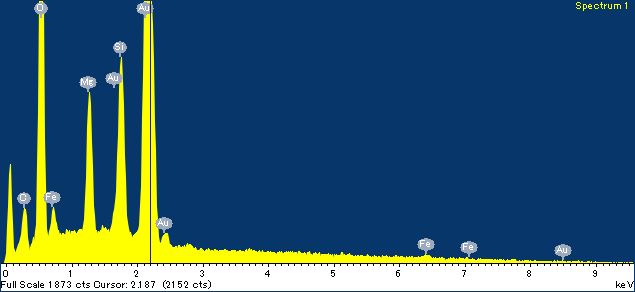 Spectrum 1
O Au
Si
Mg Au
C Fe
Au
Fe Fe Au
0 1 2 3 4 5 6 7 8 9
Full Scale 1873 cts Cursor: 2.187 (2152 cts) keV